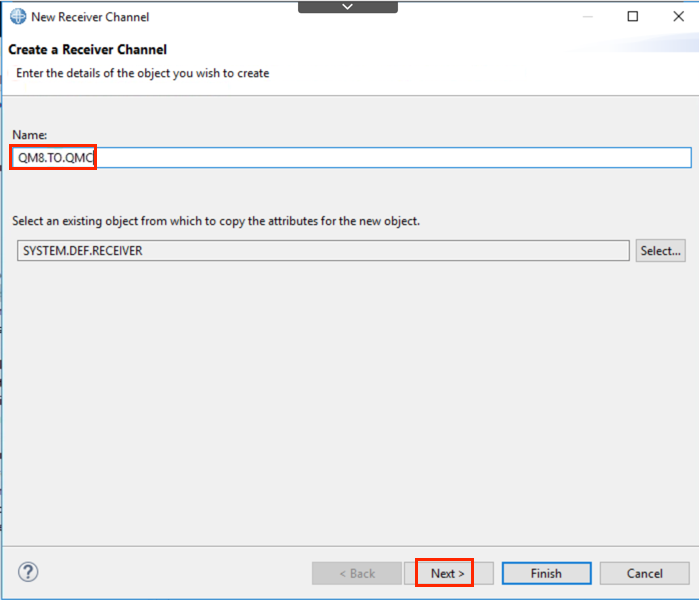 New Receiver Channel
Create a Receiver Channel
Enter the details of the object you wish to create
Name:
QM8.TO.QMC
Select an existing object from which to copy the attributes for the new object.
SYSTEM.DEF.RECEIVER
Select...
?
< Back
Next >
Finish
Cancel